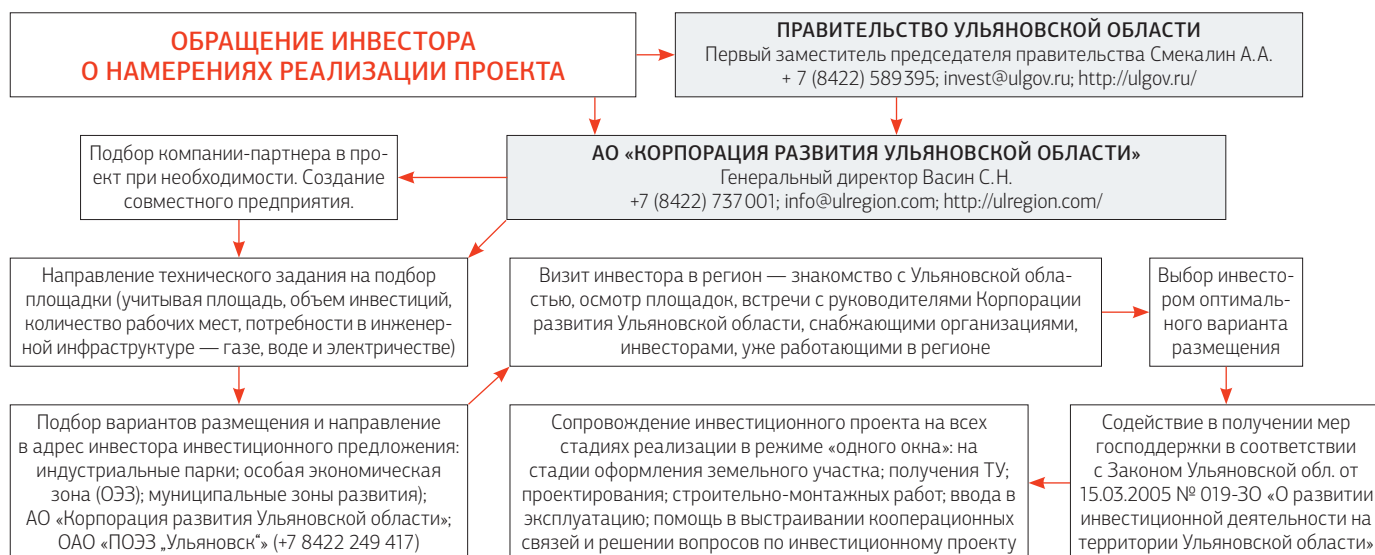 ОБРАЩЕНИЕ ИНВЕСТОРА
О НАМЕРЕНИЯХ РЕАЛИЗАЦИИ ПРОЕКТА
ПРАВИТЕЛЬСТВО УЛЬЯНОВСКОЙ ОБЛАСТИ
Первый заместитель председателя правительства Смекалин А.А.
+ 7 (8422) 589395; invest@ulgov.ru; http://ulgov.ru/
АО «КОРПОРАЦИЯ РАЗВИТИЯ УЛЬЯНОВСКОЙ ОБЛАСТИ»
Генеральный директор Васин С.Н.
+7 (8422) 737001; info@ulregion.com; http://ulregion.com/
Подбор компании-партнера в про-
ект при необходимости. Создание
совместного предприятия.
Направление технического задания на подбор
площадки (учитывая площадь, объем инвестиций,
количество рабочих мест, потребности в инженер-
ной инфраструктуре — газе, воде и электричестве)
Подбор вариантов размещения и направление
в адрес инвестора инвестиционного предложения:
индустриальные парки; особая экономическая
зона (ОЭЗ); муниципальные зоны развития);
АО «Корпорация развития Ульяновской области»;
ОАО «ПОЭЗ „Ульяновск“» (+7 8422 249 417)
Визит инвестора в регион — знакомство с Ульяновской обла-
стью, осмотр площадок, встречи с руководителями Корпорации
развития Ульяновской области, снабжающими организациями,
инвесторами, уже работающими в регионе
Выбор инвесто-
ром оптималь-
ного варианта
размещения
Содействие в получении мер
господдержки в соответствии
с Законом Ульяновской обл. от
15.03.2005 № 019-ЗО «О развитии
инвестиционной деятельности на
территории Ульяновской области»
Сопровождение инвестиционного проекта на всех
стадиях реализации в режиме «одного окна»: на
стадии оформления земельного участка; получения ТУ;
проектирования; строительно-монтажных работ; ввода в
эксплуатацию; помощь в выстраивании кооперационных
связей и решении вопросов по инвестиционному проекту